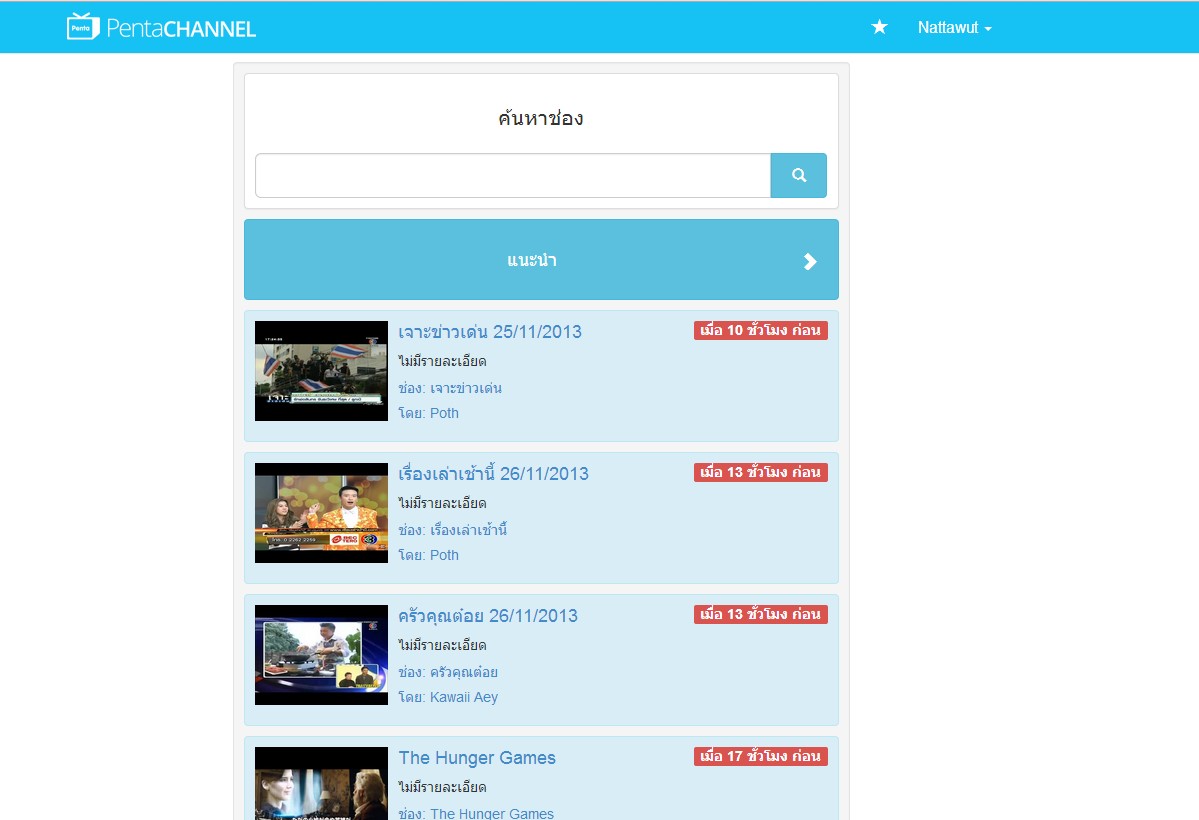 Penta PentaCHANNEL
Nattawut
ค้นหาช่อง
แนะนำ
เจาะข่าวเด่น 25/11/2013
เมื่อ 10 ชั่วโมง ก่อน
ไม่มีรายละเอียด
ช่อง: เจาะข่าวเด่น
โดย: Poth
เรื่องเล่าเช้านี้ 26/11/2013
เมื่อ 13 ชั่วโมง ก่อน
ไม่มีรายละเอียด
ช่อง: เรื่องเล่าเช้านี้
โดย: Poth
ครัวคุณต๋อย 26/11/2013
เมื่อ 13 ชั่วโมง ก่อน
ไม่มีรายละเอียด
ช่อง: ครัวคุณต๋อย
โดย: Kawaii Aey
The Hunger Games
เมื่อ 17 ชั่วโมง ก่อน
ไม่มีรายละเอียด
ช่อง: The Hunger Games